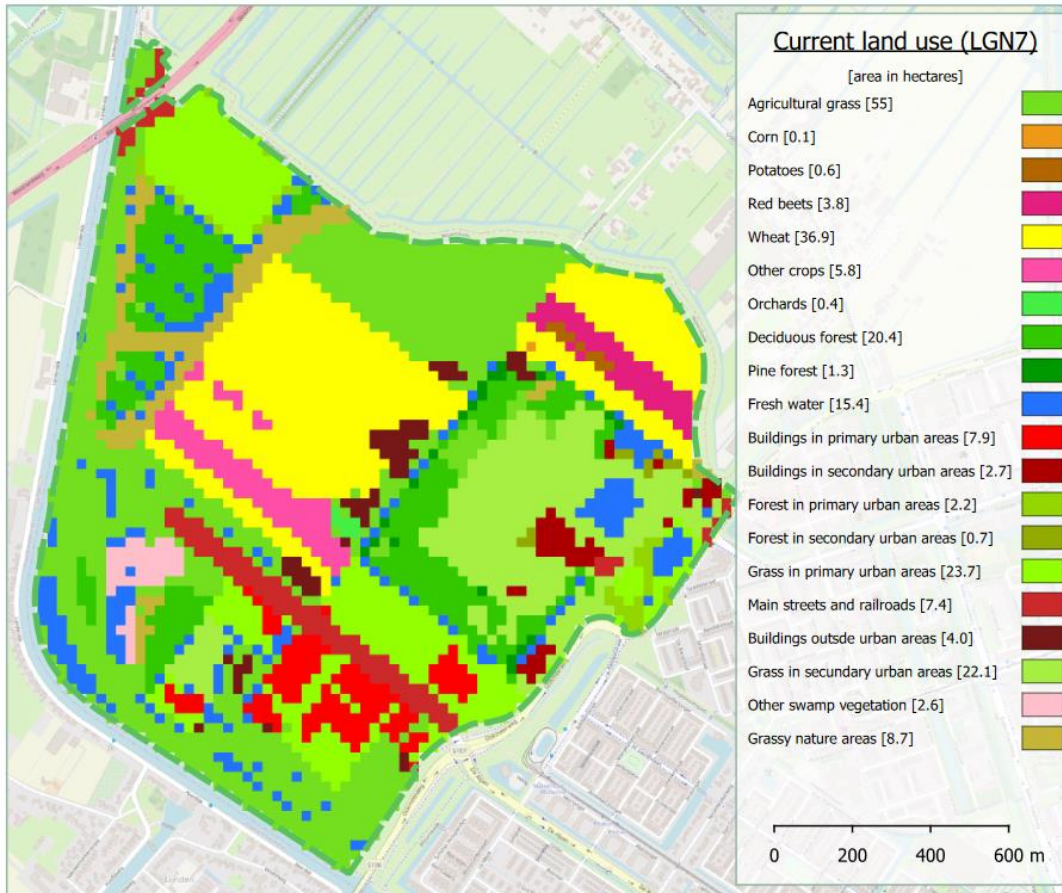 Current land use (LGN7)
[area in hectares]
Agricultural grass [55]
Corn [0.1]
Potatoes [0.6]
Red beets [3.8]
Wheat [36.9]
Other crops [5.8]
Orchards [0.4]
Deciduous forest [20.4]
Pine forest [1.3]
Fresh water [15.4]
Buildings in primary urban areas [7.9]
Buildings in secondary urban areas [2.7]
Forest in primary urban areas [2.2]
Forest in secondary urban areas [0.7]
Grass in primary urban areas [23.7]
Main streets and railroads [7.4]
Buildings outsde urban areas [4.0]
Grass in secundary urban areas [22.1]
Other swamp vegetation [2.6]
Grassy nature areas [8.7]
0 200 400 600 m